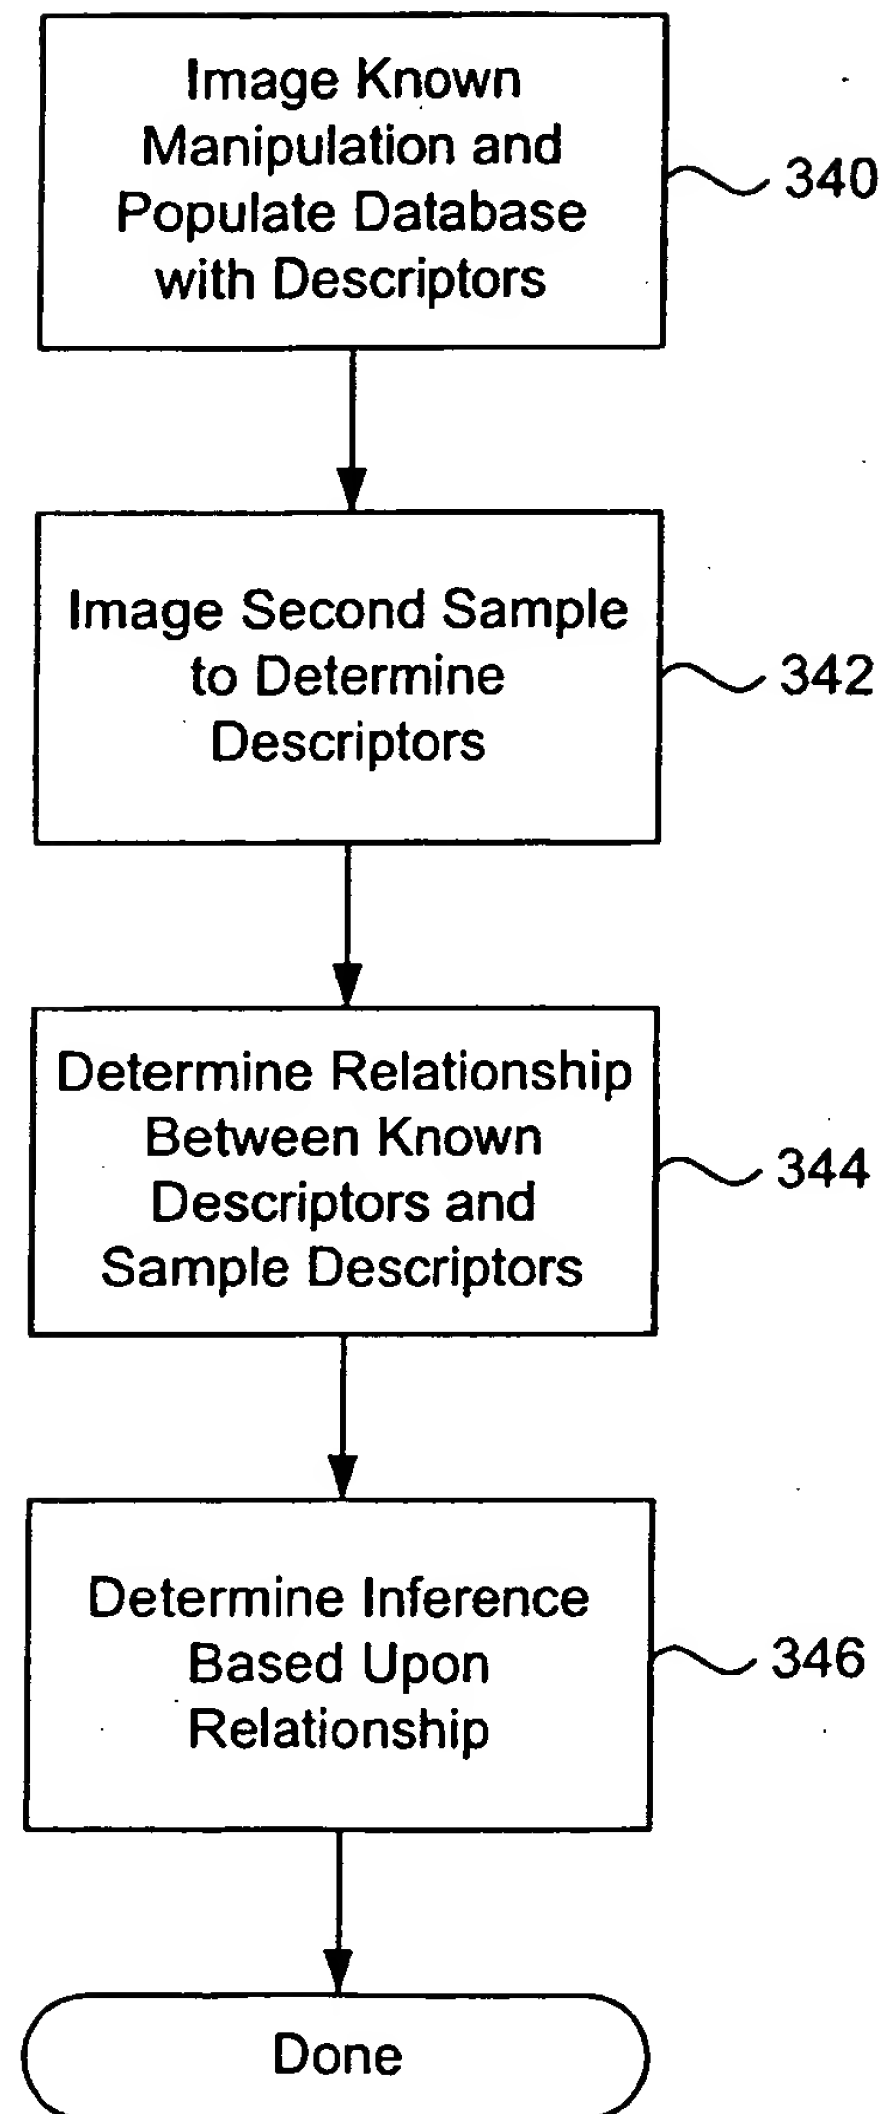 Image Known
Manipulation and
Populate Database
with Descriptors
340
Image Second Sample
to Determine
Descriptors
342
Determine Relationship
Between Known
Descriptors and
Sample Descriptors
344
Determine Inference
Based Upon
Relationship
346
Done